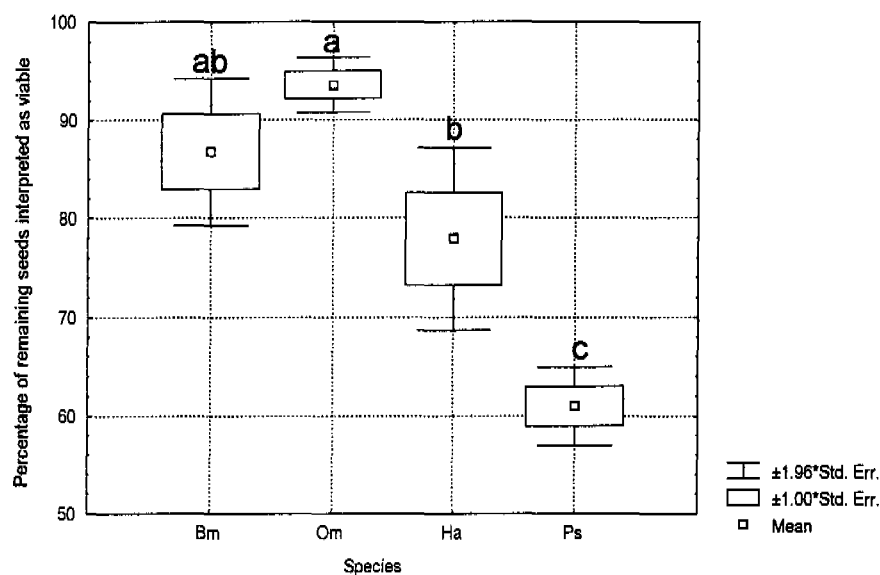 Percentage of remaining seeds interpreted as viable
100
90
80
70
60
50
ab
a
b
c
Bm
Om
Ha
Ps
Species
±1.96*Std. Err.
±1.00*Std. Err.
Mean